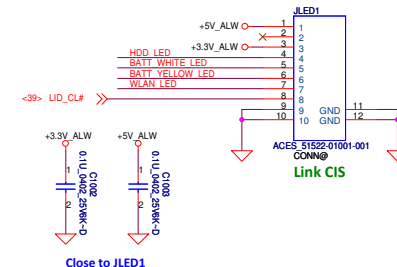 JLED1
+5V_ALW 1 1
2 2
+3.3V_ALW 3 3
HDD_LED 4 4
BATT_WHITE_LED 5 5
BATT_YELLOW_LED 6 6
WLAN_LED 7 7
<39> LID_CL# 8 8
9 9 GND 11
10 10 GND 12
ACES_51522-01001-001
CONN@
Link CIS
+3.3V_ALW
+5V_ALW
1
2
C1002
0.1U_0402_25V6K~D
1
2
C1003
0.1U_0402_25V6K~D
Close to JLED1